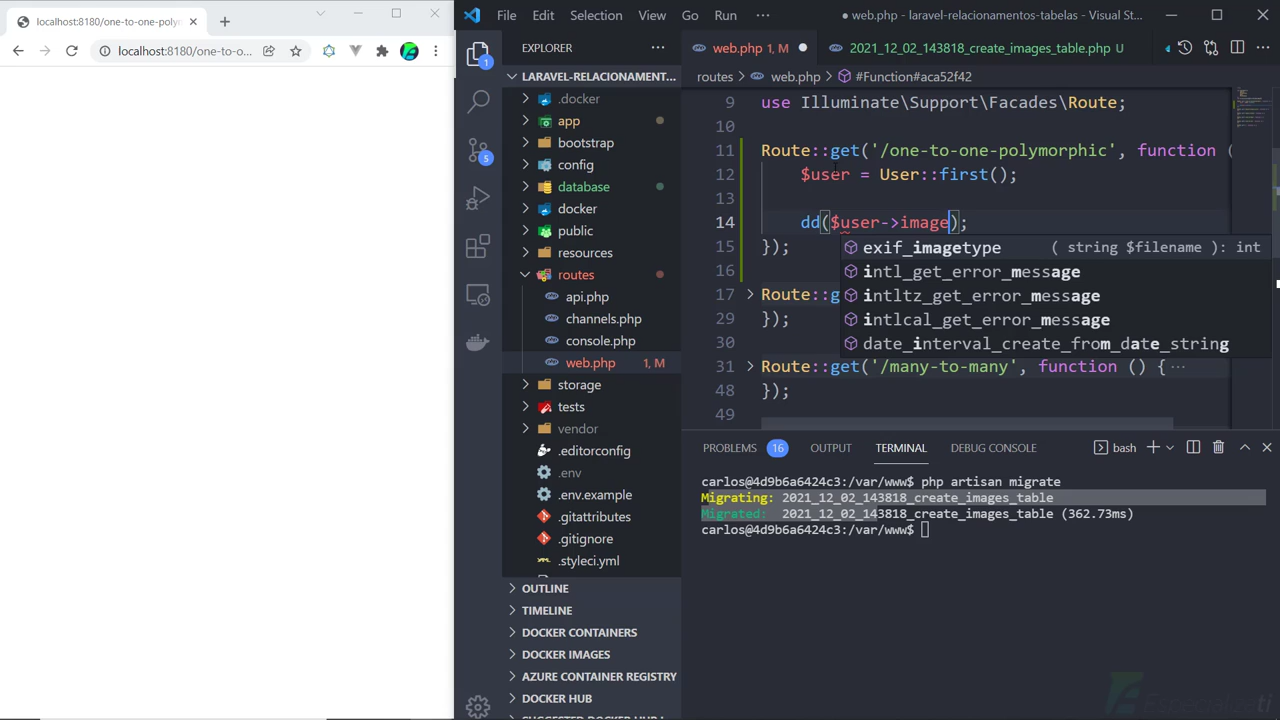 localhost:8180/one-to-one-poly
localhost:8180/one-to-o...
File Edit Selection View Go Run
web.php - laravel-relacionamentos-tabelas - Visual St...
EXPLORER
web.php 1, M
2021_12_02_143818_create_images_table.php U
LARAVEL-RELACIONAMENT...
routes
web.php
#Function#aca52f42
.docker
app
bootstrap
config
database
docker
public
resources
routes
api.php
channels.php
console.php
web.php 1, M
storage
tests
vendor
.editorconfig
.env
.env.example
.gitattributes
.gitignore
.styleci.yml
OUTLINE
TIMELINE
DOCKER CONTAINERS
DOCKER IMAGES
AZURE CONTAINER REGISTRY
DOCKER HUB
SUGGESTED DOCKER HUB I...
1
5
9 use Illuminate\Support\Facades\Route;
10
11 Route::get('/one-to-one-polymorphic', function (
12 $user = User::first();
13
14 dd($user->image);
15 });
16
17 Route::g
29 });
30
31 Route::get('/many-to-many', function () {...
48 });
49
exif_imagetype ( string $filename ): int
intl_get_error_message
intltz_get_error_message
intlcal_get_error_message
date_interval_create_from_date_string
PROBLEMS 16 OUTPUT TERMINAL DEBUG CONSOLE
bash
carlos@4d9b6a6424c3:/var/www$ php artisan migrate
Migrating: 2021_12_02_143818_create_images_table
Migrated: 2021_12_02_143818_create_images_table (362.73ms)
carlos@4d9b6a6424c3:/var/www$
EspecializaTi